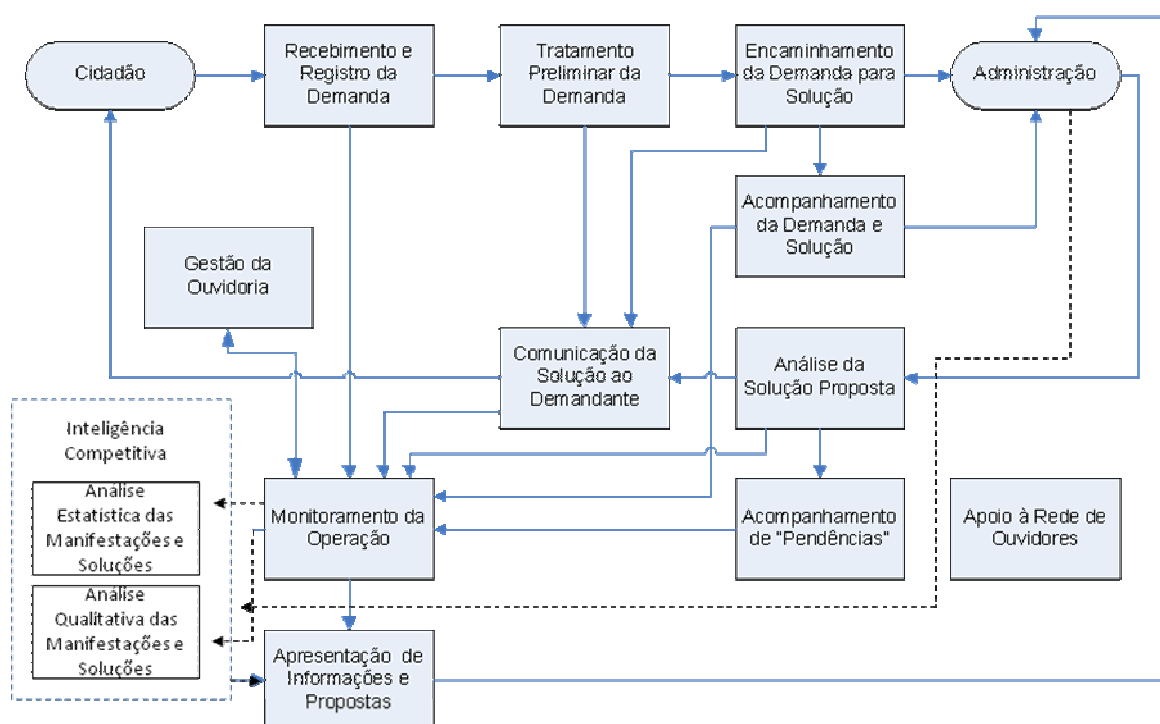 Cidadão
Recebimento e
Registro da
Demanda
Tratamento
Preliminar da
Demanda
Encaminhamento
da Demanda para
Solução
Administração
Acompanhamento
da Demanda e
Solução
Gestão da
Ouvidoria
Comunicação da
Solução ao
Demandante
Análise da
Solução Proposta
Inteligência
Competitiva
Análise
Estatística das
Manifestações e
Soluções
Monitoramento da
Operação
Acompanhamento
de "Pendências"
Apoio à Rede de
Ouvidores
Análise
Qualitativa das
Manifestações e
Soluções
Apresentação de
Informações e
Propostas